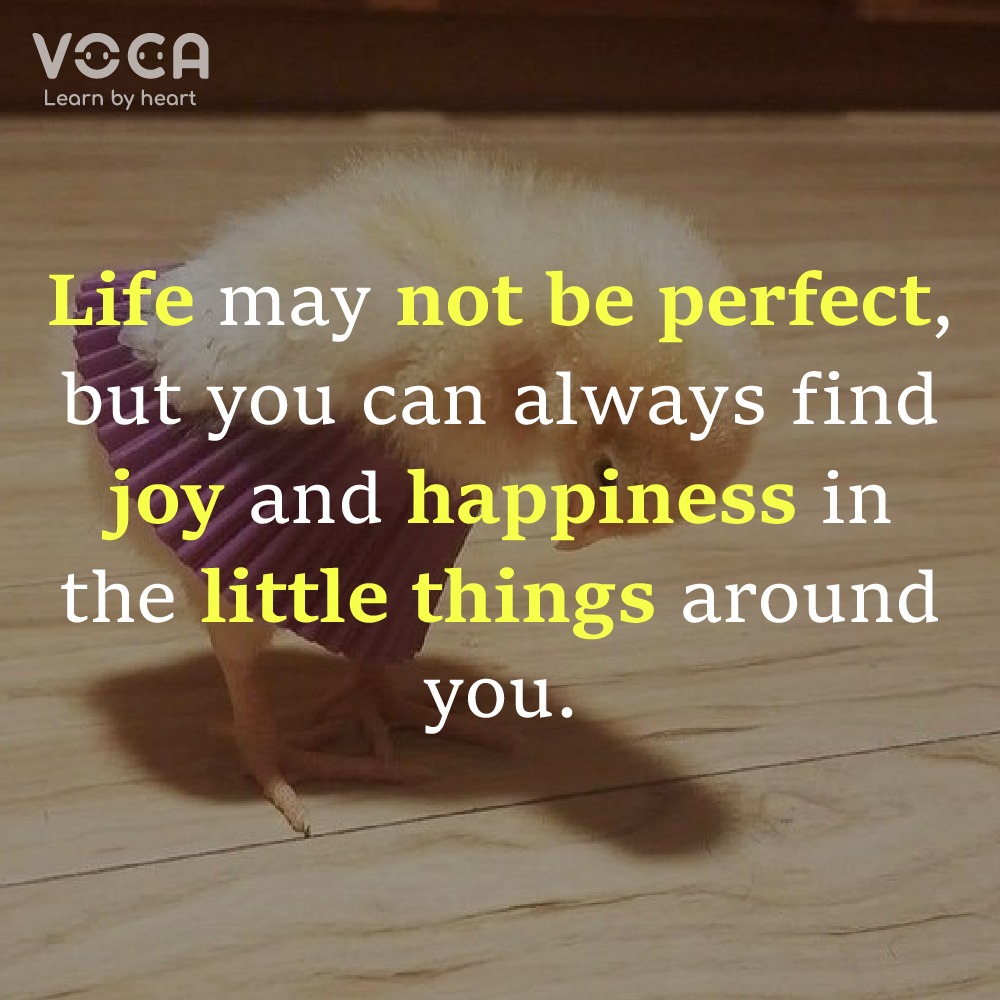 VOCA
Learn by heart
Life may not be perfect,
but you can always find
joy and happiness in
the little things around
you.